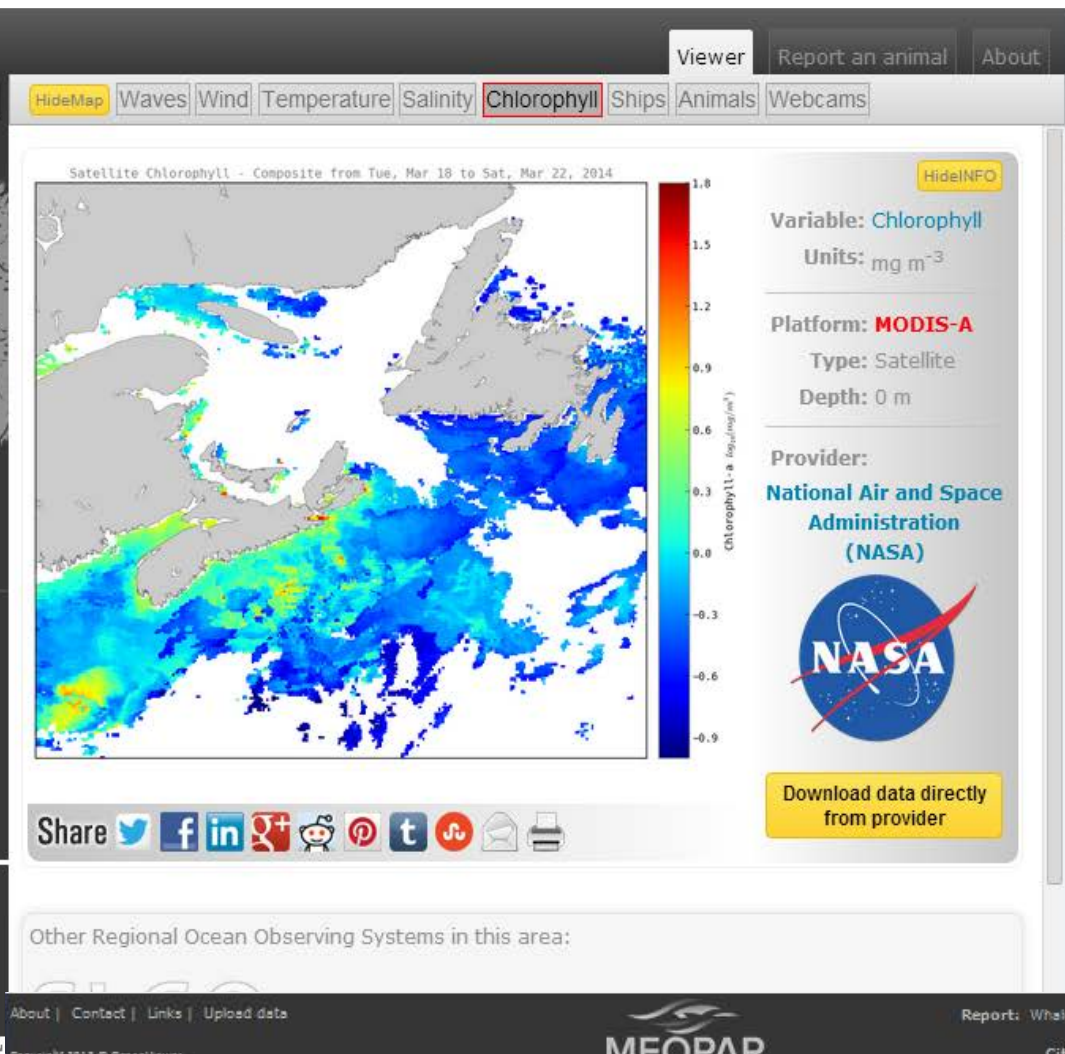 Viewer Report an animal About
HideMap Waves Wind Temperature Salinity Chlorophyll Ships Animals Webcams
Satellite Chlorophyll - Composite from Tue, Mar 18 to Sat, Mar 22, 2014
1.8
1.5
1.2
0.9
0.6
0.3
0.0
-0.3
-0.6
-0.9
Chlorophyll-a log₁₀(mg/m³)
HideINFO
Variable: Chlorophyll
Units: mg m⁻³
Platform: MODIS-A
Type: Satellite
Depth: 0 m
Provider:
National Air and Space
Administration
(NASA)
NASA
Download data directly
from provider
Share
Other Regional Ocean Observing Systems in this area:
About | Contact | Links | Upload data
MEOPAR
Report: